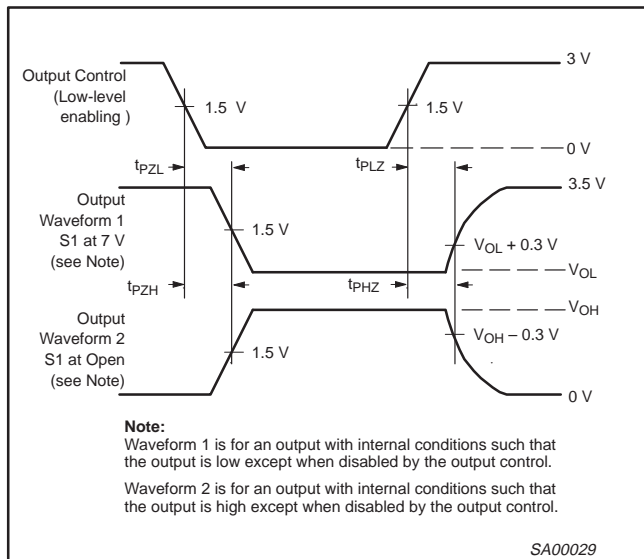 3 V
Output Control
(Low-level
enabling )
1.5 V
1.5 V
0 V
tPZL
tPLZ
3.5 V
Output
Waveform 1
S1 at 7 V
(see Note)
1.5 V
VOL + 0.3 V
VOL
tPZH
tPHZ
VOH
Output
Waveform 2
S1 at Open
(see Note)
1.5 V
VOH – 0.3 V
0 V
Note:
Waveform 1 is for an output with internal conditions such that
the output is low except when disabled by the output control.
Waveform 2 is for an output with internal conditions such that
the output is high except when disabled by the output control.
SA00029